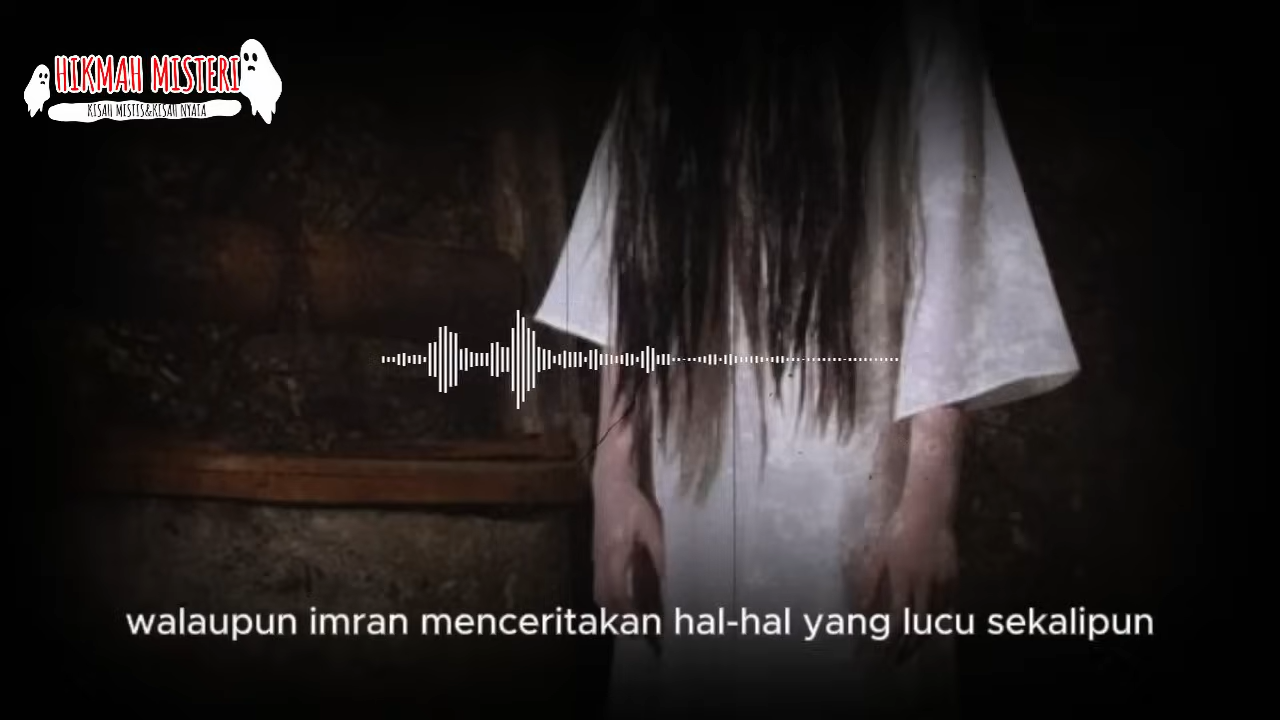 HIKMAH MISTERI
KISAH MISTIS&KISAH NYATA
walaupun imran menceritakan hal-hal yang lucu sekalipun